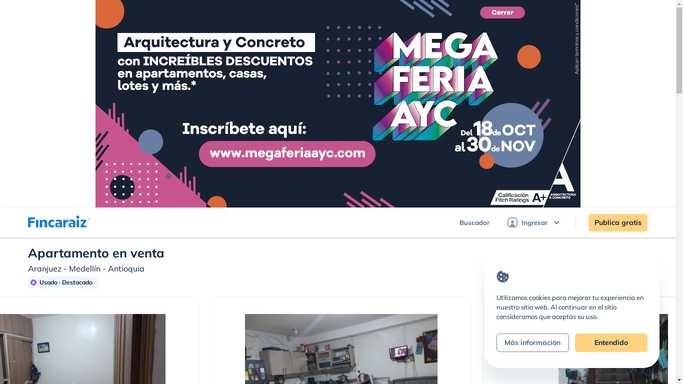 Cerrar
Arquitectura y Concreto
con INCREÍBLES DESCUENTOS
en apartamentos, casas,
lotes y más.*
Inscríbete aquí:
www.megaferiaayc.com
MEGA
FERIA
AYC
Del 18 de OCT
al 30 de NOV
Calificación
Fitch Ratings
A+
ARQUITECTURA
& CONCRETO
Fincaraiz
Buscador
Ingresar
Publica gratis
Apartamento en venta
Aranjuez - Medellín - Antioquia
Usado · Destacado
Utilizamos cookies para mejorar tu experiencia en
nuestro sitio web. Al continuar en el sitio
consideramos que aceptas su uso.
Más información
Entendido